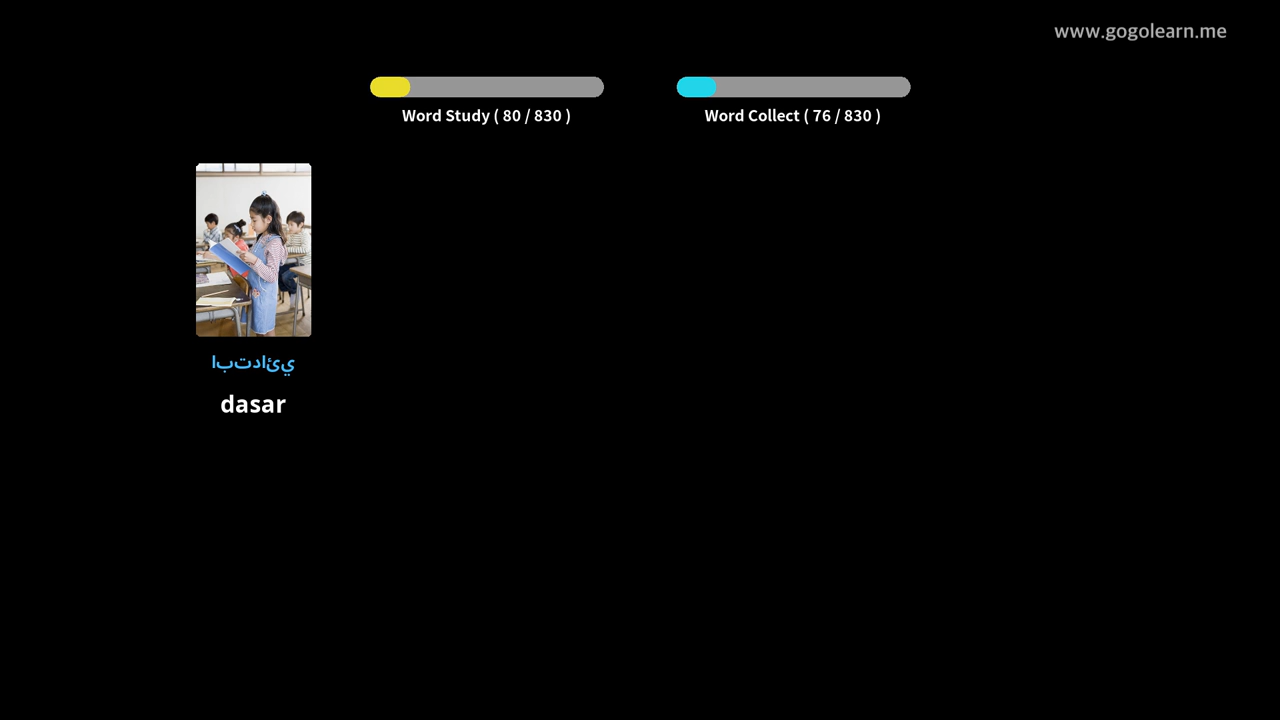 www.gogolearn.me
Word Study ( 80 / 830 )
Word Collect ( 76 / 830 )
ابتدائي
dasar